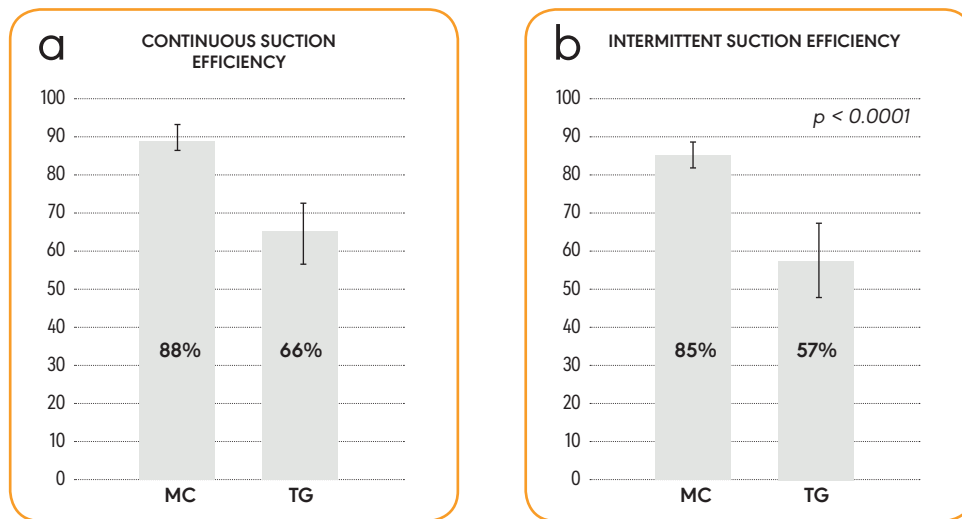 a
CONTINUOUS SUCTION
EFFICIENCY
100
90
80
70
60
50
40
30
20
10
0
88%
66%
MC
TG
b
INTERMITTENT SUCTION EFFICIENCY
p < 0.0001
100
90
80
70
60
50
40
30
20
10
0
85%
57%
MC
TG